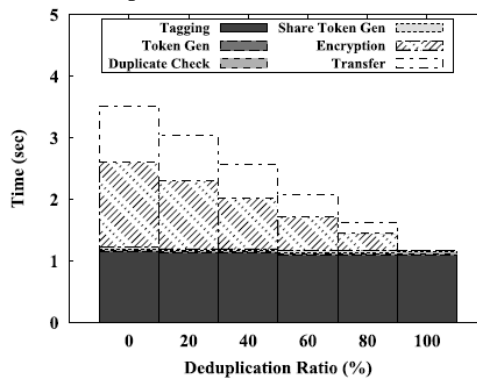 5
Tagging
Share Token Gen
Token Gen
Encryption
Duplicate Check
Transfer
4
3
2
1
0
Time (sec)
0 20 40 60 80 100
Deduplication Ratio (%)